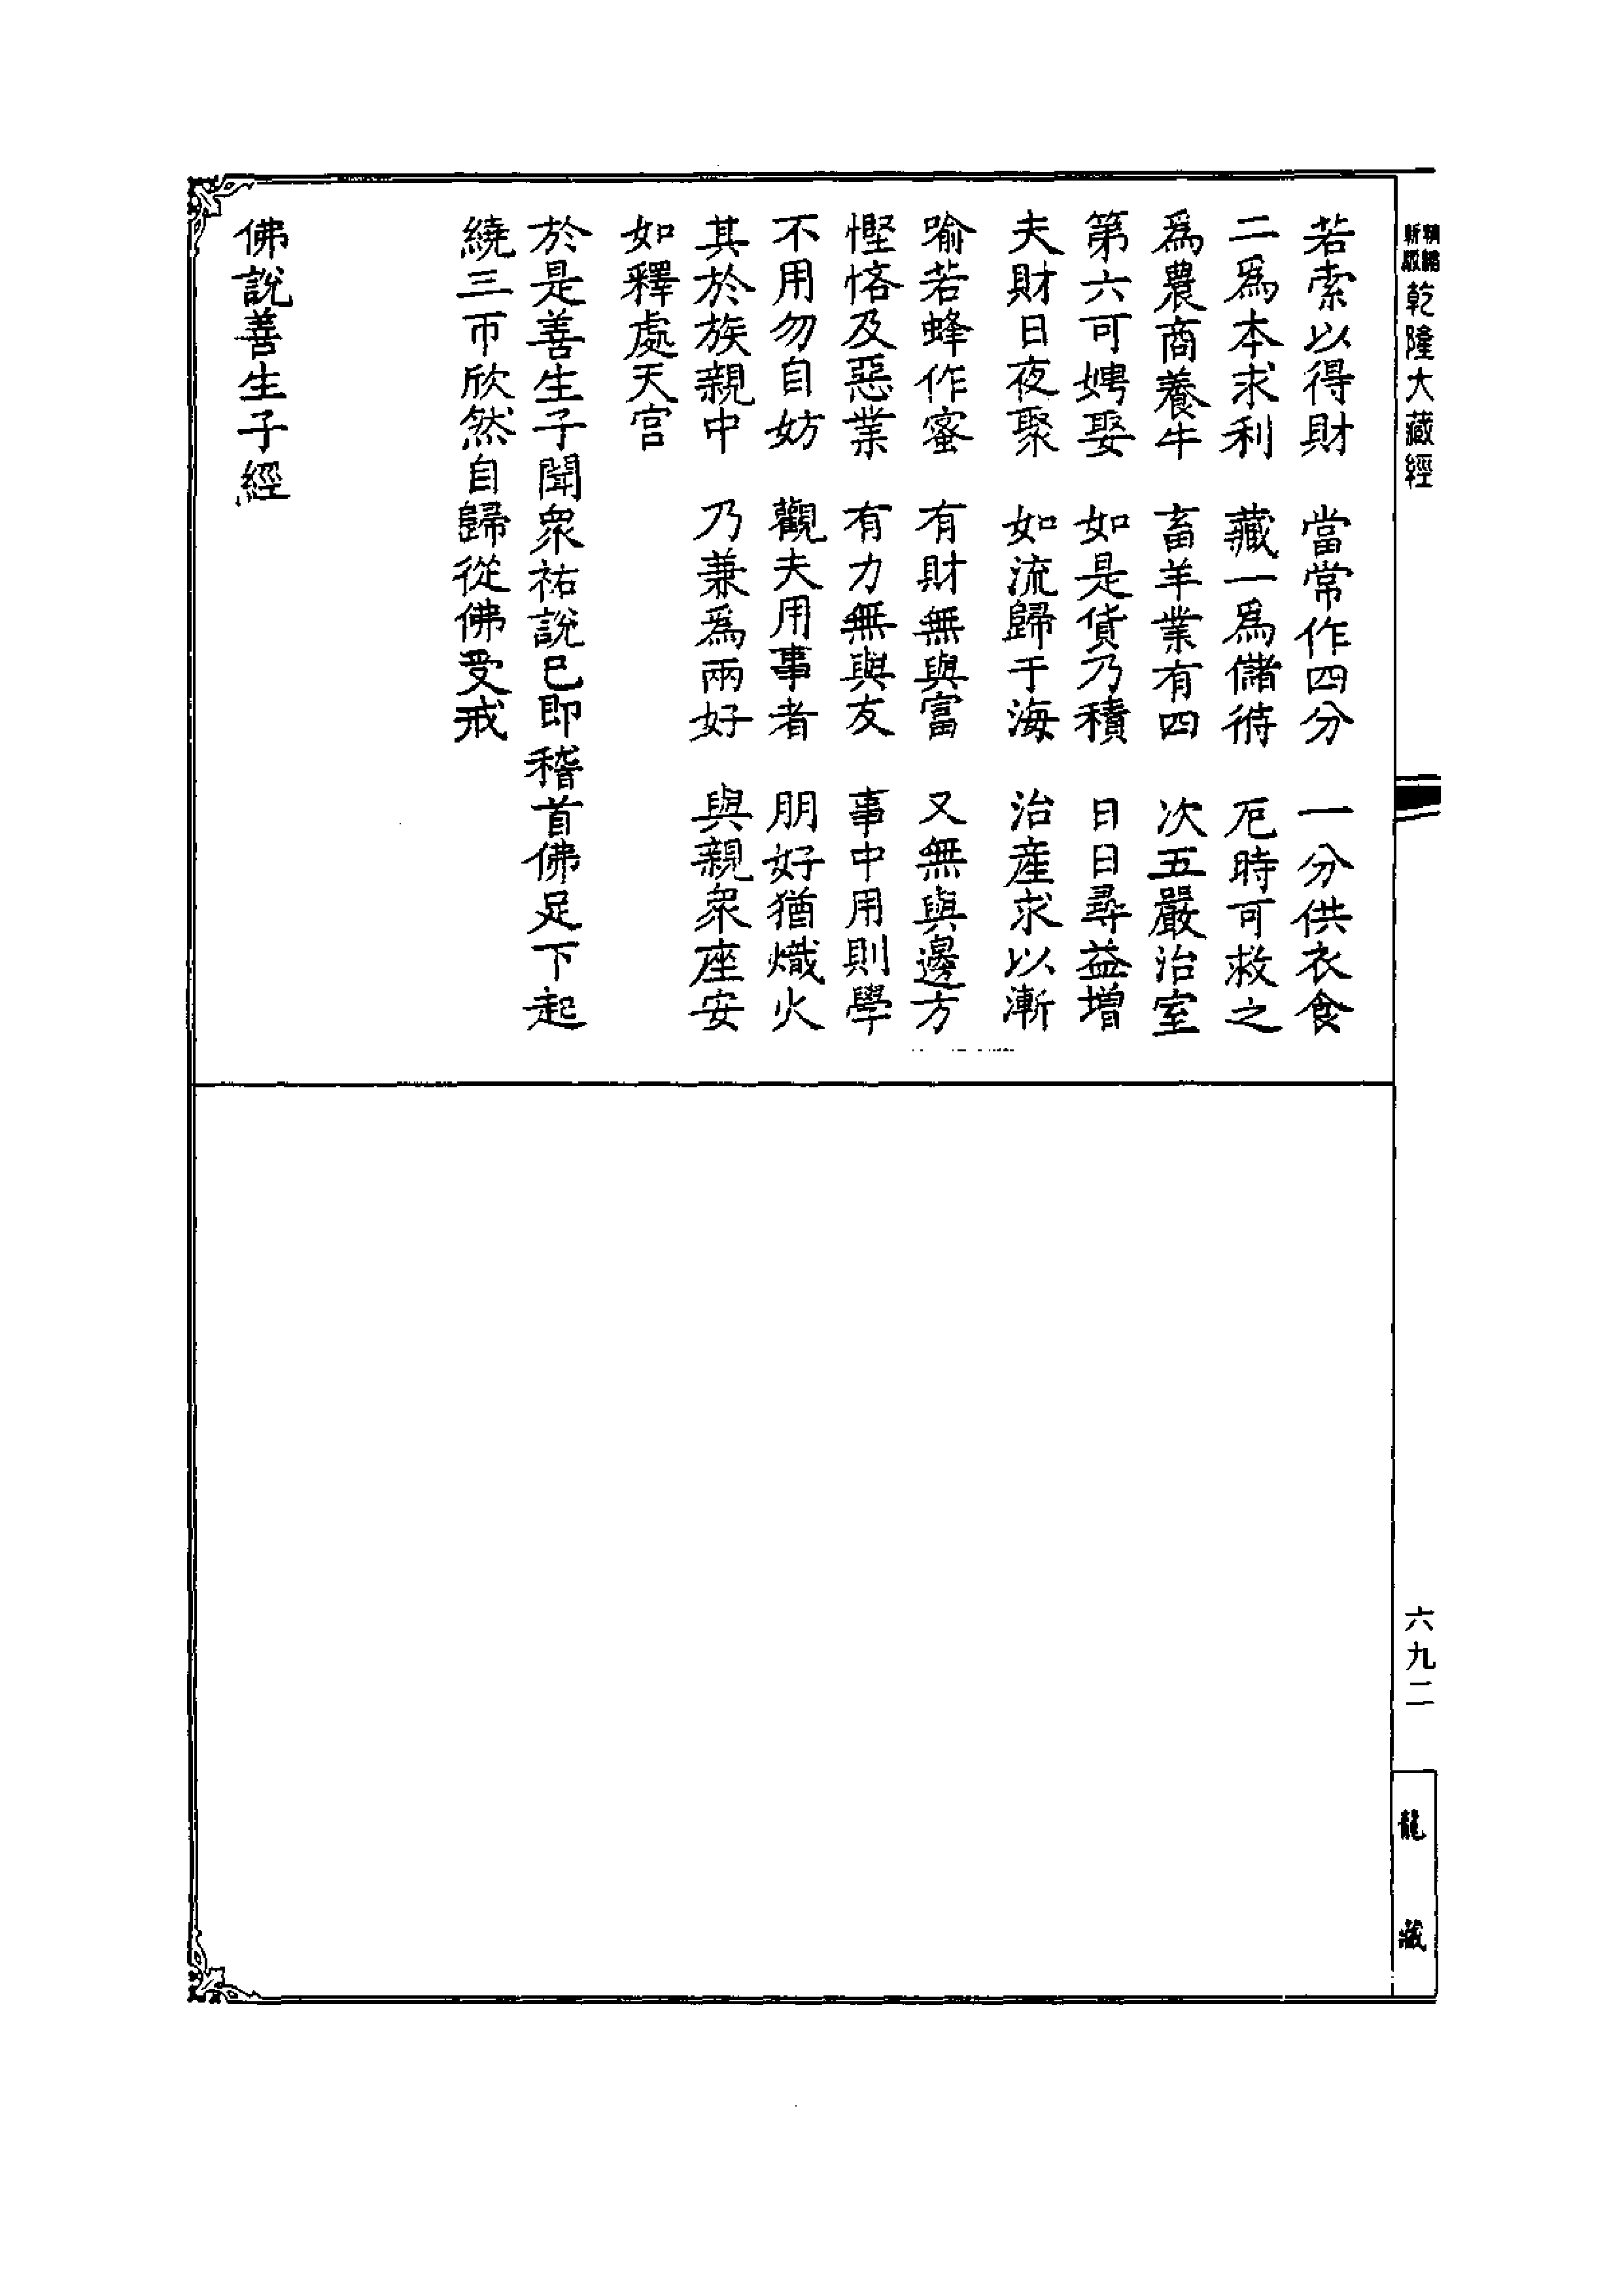 乾隆大藏經
若索以得財　當常作四分　一分供衣食
二爲本求利　藏一爲儲待　厄時可救之
爲農商養牛　畜羊業有四　次五嚴治室
第六可娉娶　如是貨乃積　日日尋益增
夫財日夜聚　如流歸于海　治產求以漸
喻若蜂作蜜　有財無與富　又無與邊方
慳悋及惡業　有力無與友　事中用則學
不用勿自妨　觀夫用事者　朋好猶熾火
其於族親中　乃兼爲兩好　與親衆座安
如釋處天宮
於是善生子聞衆祐說已即稽首佛足下起
繞三帀欣然自歸從佛受戒
佛說善生子經
六九二
龍藏